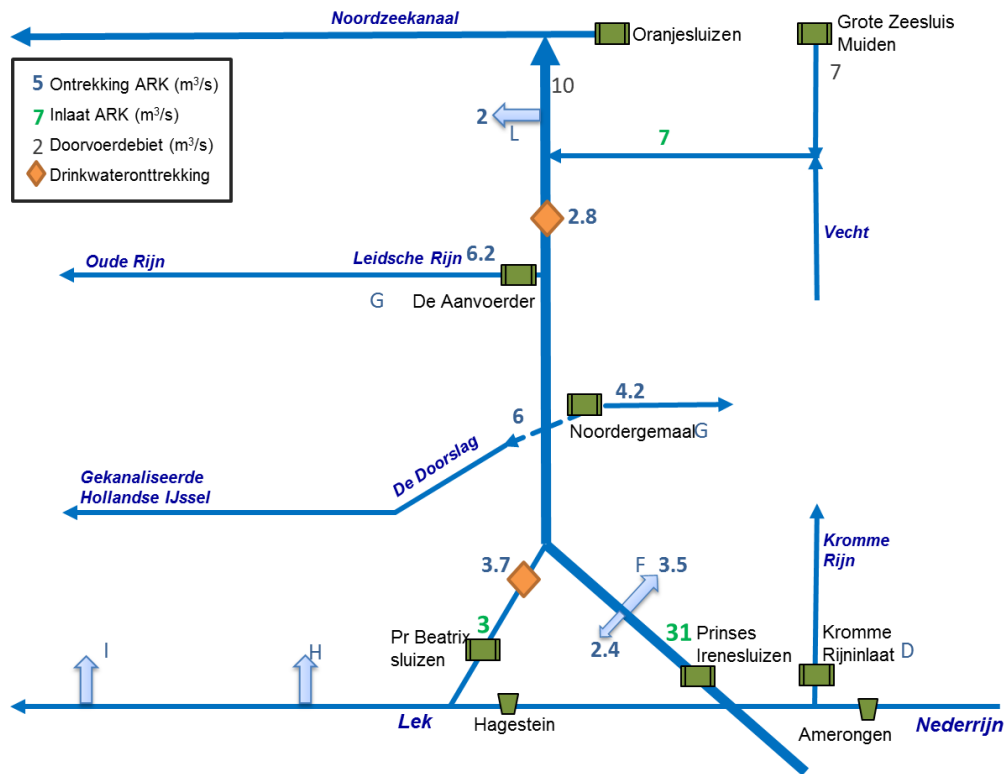 Noordzeekanaal
Oranjesluizen
Grote Zeesluis
Muiden
5 Ontrekking ARK (m³/s)
7 Inlaat ARK (m³/s)
2 Doorvoerdebiet (m³/s)
Drinkwateronttrekking
10
7
2
L
7
2.8
Vecht
Oude Rijn
Leidsche Rijn
6.2
G
De Aanvoerder
4.2
6
Noordergemaal
G
De Doorslag
Gekanaliseerde
Hollandse IJssel
Kromme
Rijn
3.7
F
3.5
3
2.4
31
Pr Beatrix
sluizen
Prinses
Irenesluizen
Kromme
Rijninlaat
D
I
H
Lek
Hagestein
Amerongen
Nederrijn